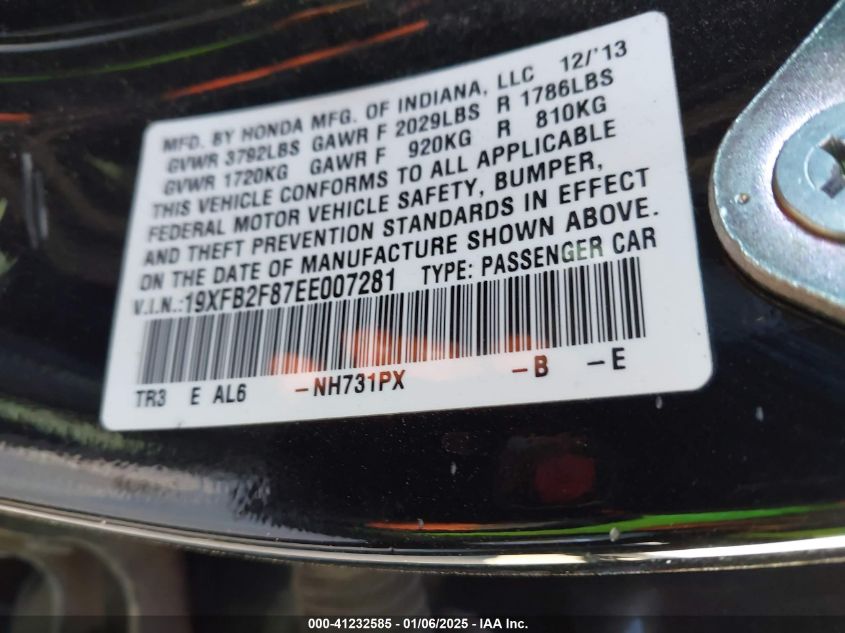 MFD. BY HONDA MFG. OF INDIANA, LLC 12/'13
GVWR 3792LBS GAWR F 2029LBS R 1786LBS
GVWR 1720KG GAWR F 920KG R 810KG
THIS VEHICLE CONFORMS TO ALL APPLICABLE
FEDERAL MOTOR VEHICLE SAFETY, BUMPER,
AND THEFT PREVENTION STANDARDS IN EFFECT
ON THE DATE OF MANUFACTURE SHOWN ABOVE.
V.I.N.:19XFB2F87EE007281 TYPE: PASSENGER CAR
TR3 E AL6 -NH731PX -B -E
000-41232585 - 01/06/2025 - IAA Inc.